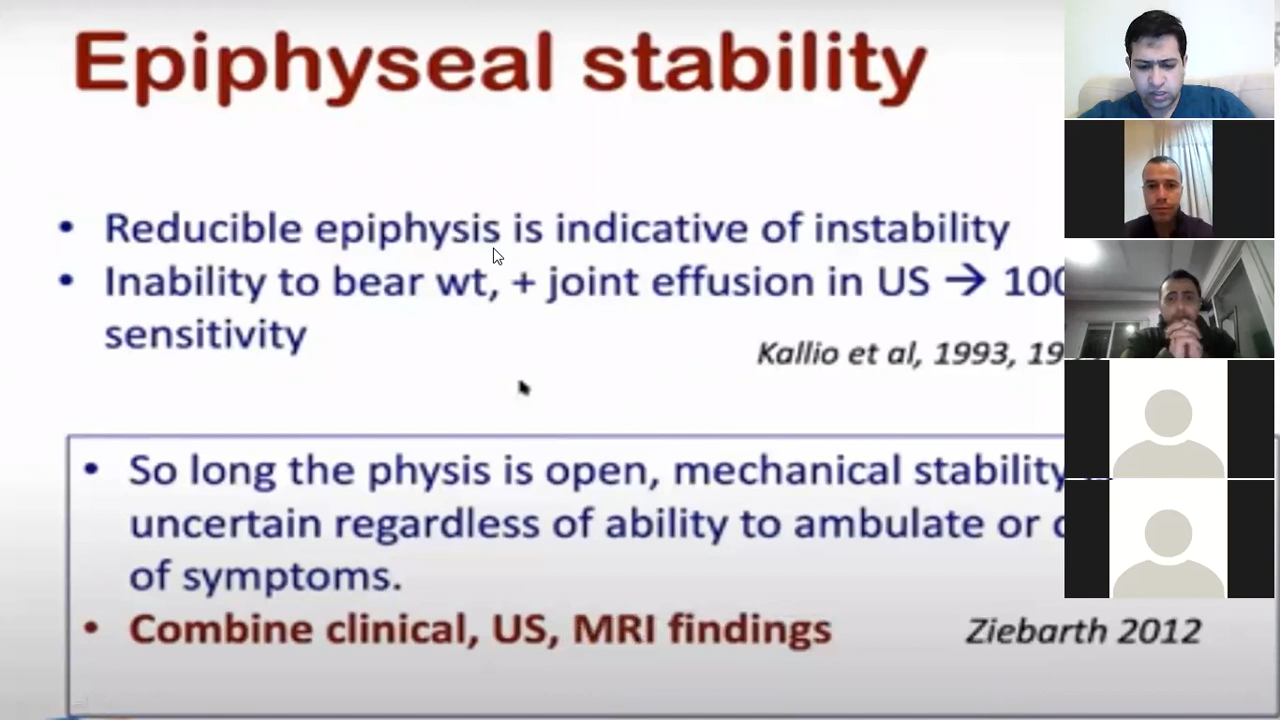 Epiphyseal stability
• Reducible epiphysis is indicative of instability
• Inability to bear wt, + joint effusion in US → 100
sensitivity
Kallio et al, 1993, 19
• So long the physis is open, mechanical stability
uncertain regardless of ability to ambulate or
of symptoms.
• Combine clinical, US, MRI findings
Ziebarth 2012